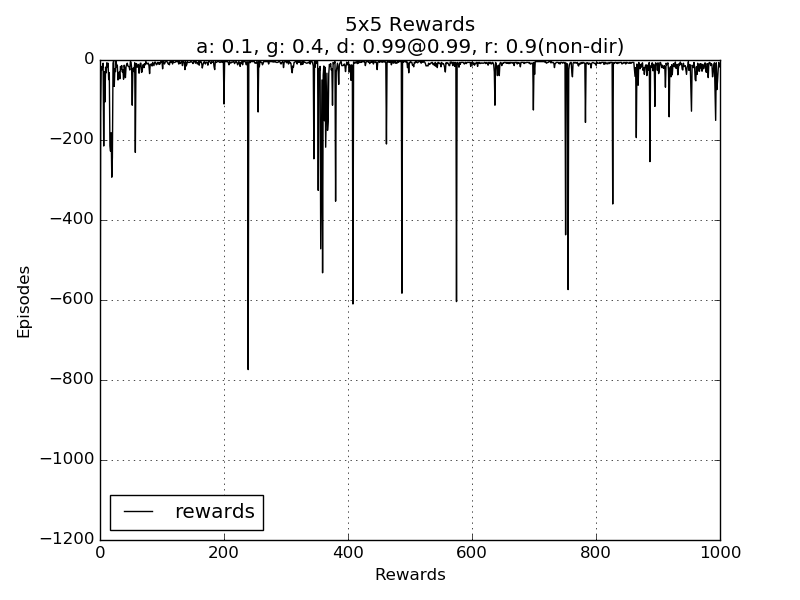 5x5 Rewards
a: 0.1, g: 0.4, d: 0.99@0.99, r: 0.9(non-dir)
0
−200
−400
−600
−800
−1000
−1200
Episodes
rewards
0 200 400 600 800 1000
Rewards